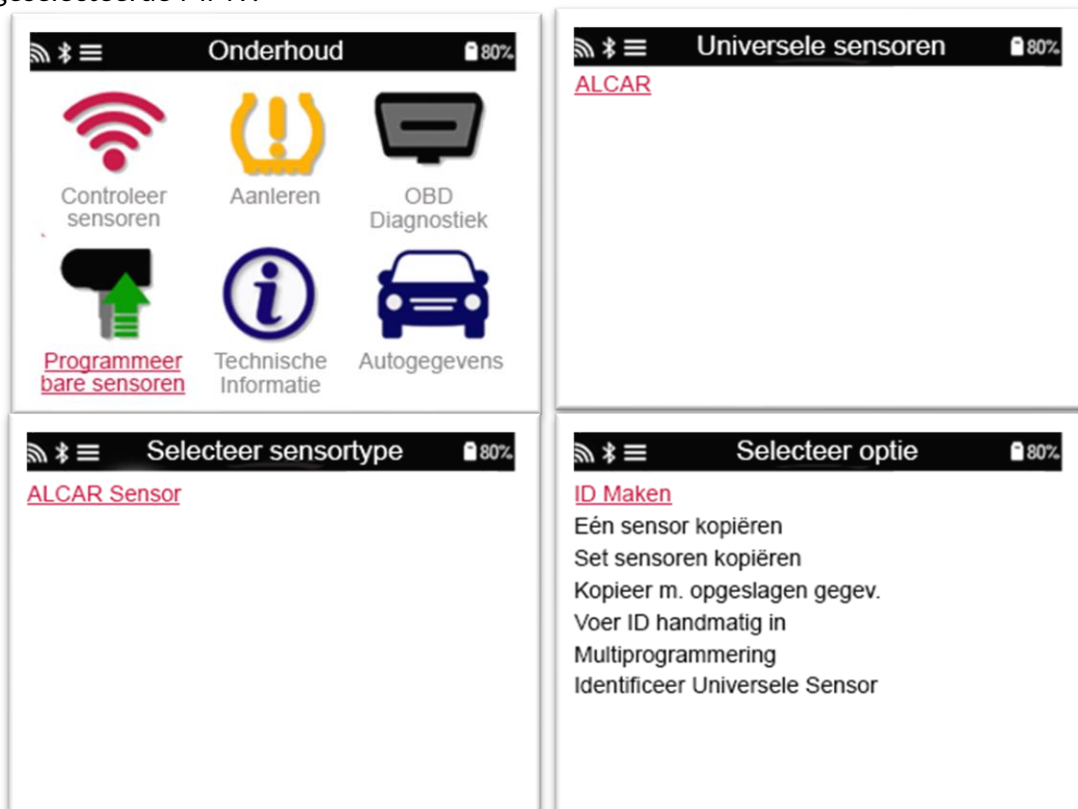 Onderhoud 80%
Controleer
sensoren
Aanleren
OBD
Diagnostiek
Programmeer
bare sensoren
Technische
Informatie
Autogegevens
Universele sensoren 80%
ALCAR
Selecteer sensortype 80%
ALCAR Sensor
Selecteer optie 80%
ID Maken
Eén sensor kopiëren
Set sensoren kopiëren
Kopieer m. opgeslagen gegev.
Voer ID handmatig in
Multiprogrammering
Identificeer Universele Sensor